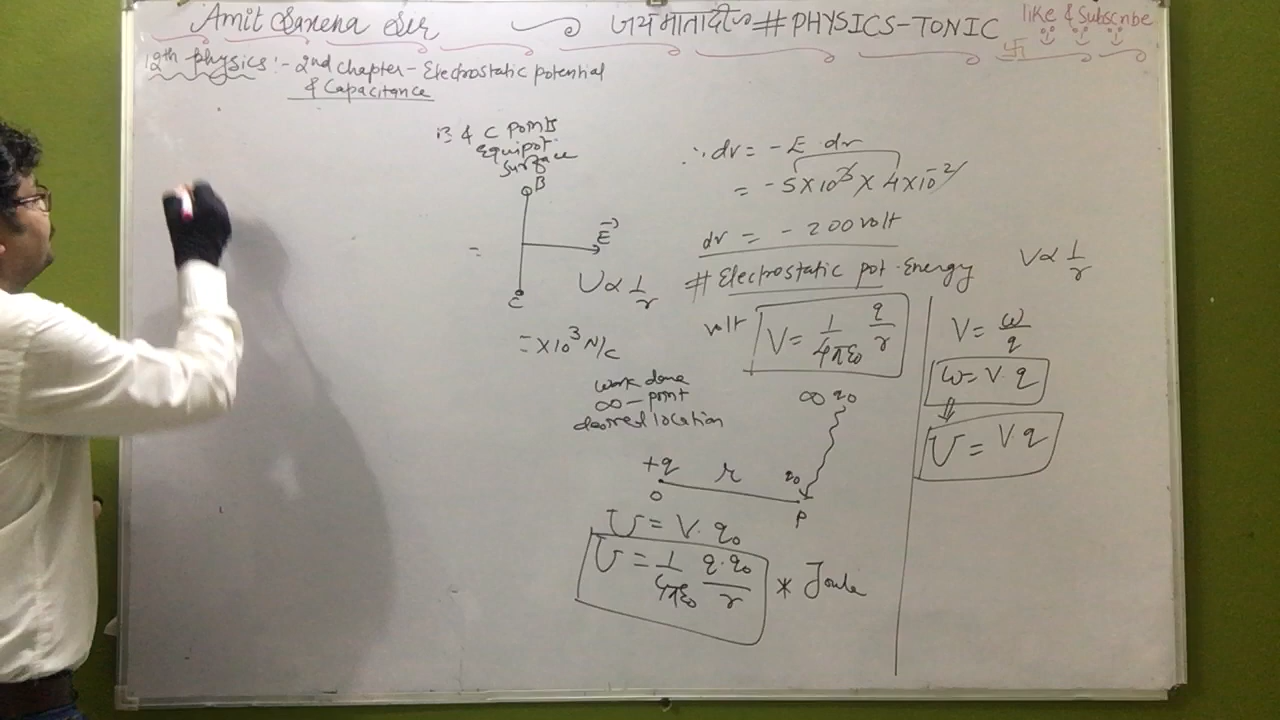 Amit Saxena Sir
जय माता दी # PHYSICS-TONIC
like & Subscribe
12th Physics :- 2nd Chapter - Electrostatic potential
& Capacitance
B & C points
equipot
surface
B
E⃗
C
=
U ∝ 1/r
= ×10³ N/C
∴ dv = -E dr
= -5×10³ × 4×10⁻²
dv = -200 volt
# Electrostatic pot. Energy
V ∝ 1/r
volt V = 1/4πε₀ q/r
work done
∞ - point
desired location
∞ q₀
+q r q₀
O P
U = V. q₀
U = 1/4πε₀ q.q₀/r * Joule
V = ω/q
ω = V. q
⇓
U = V q